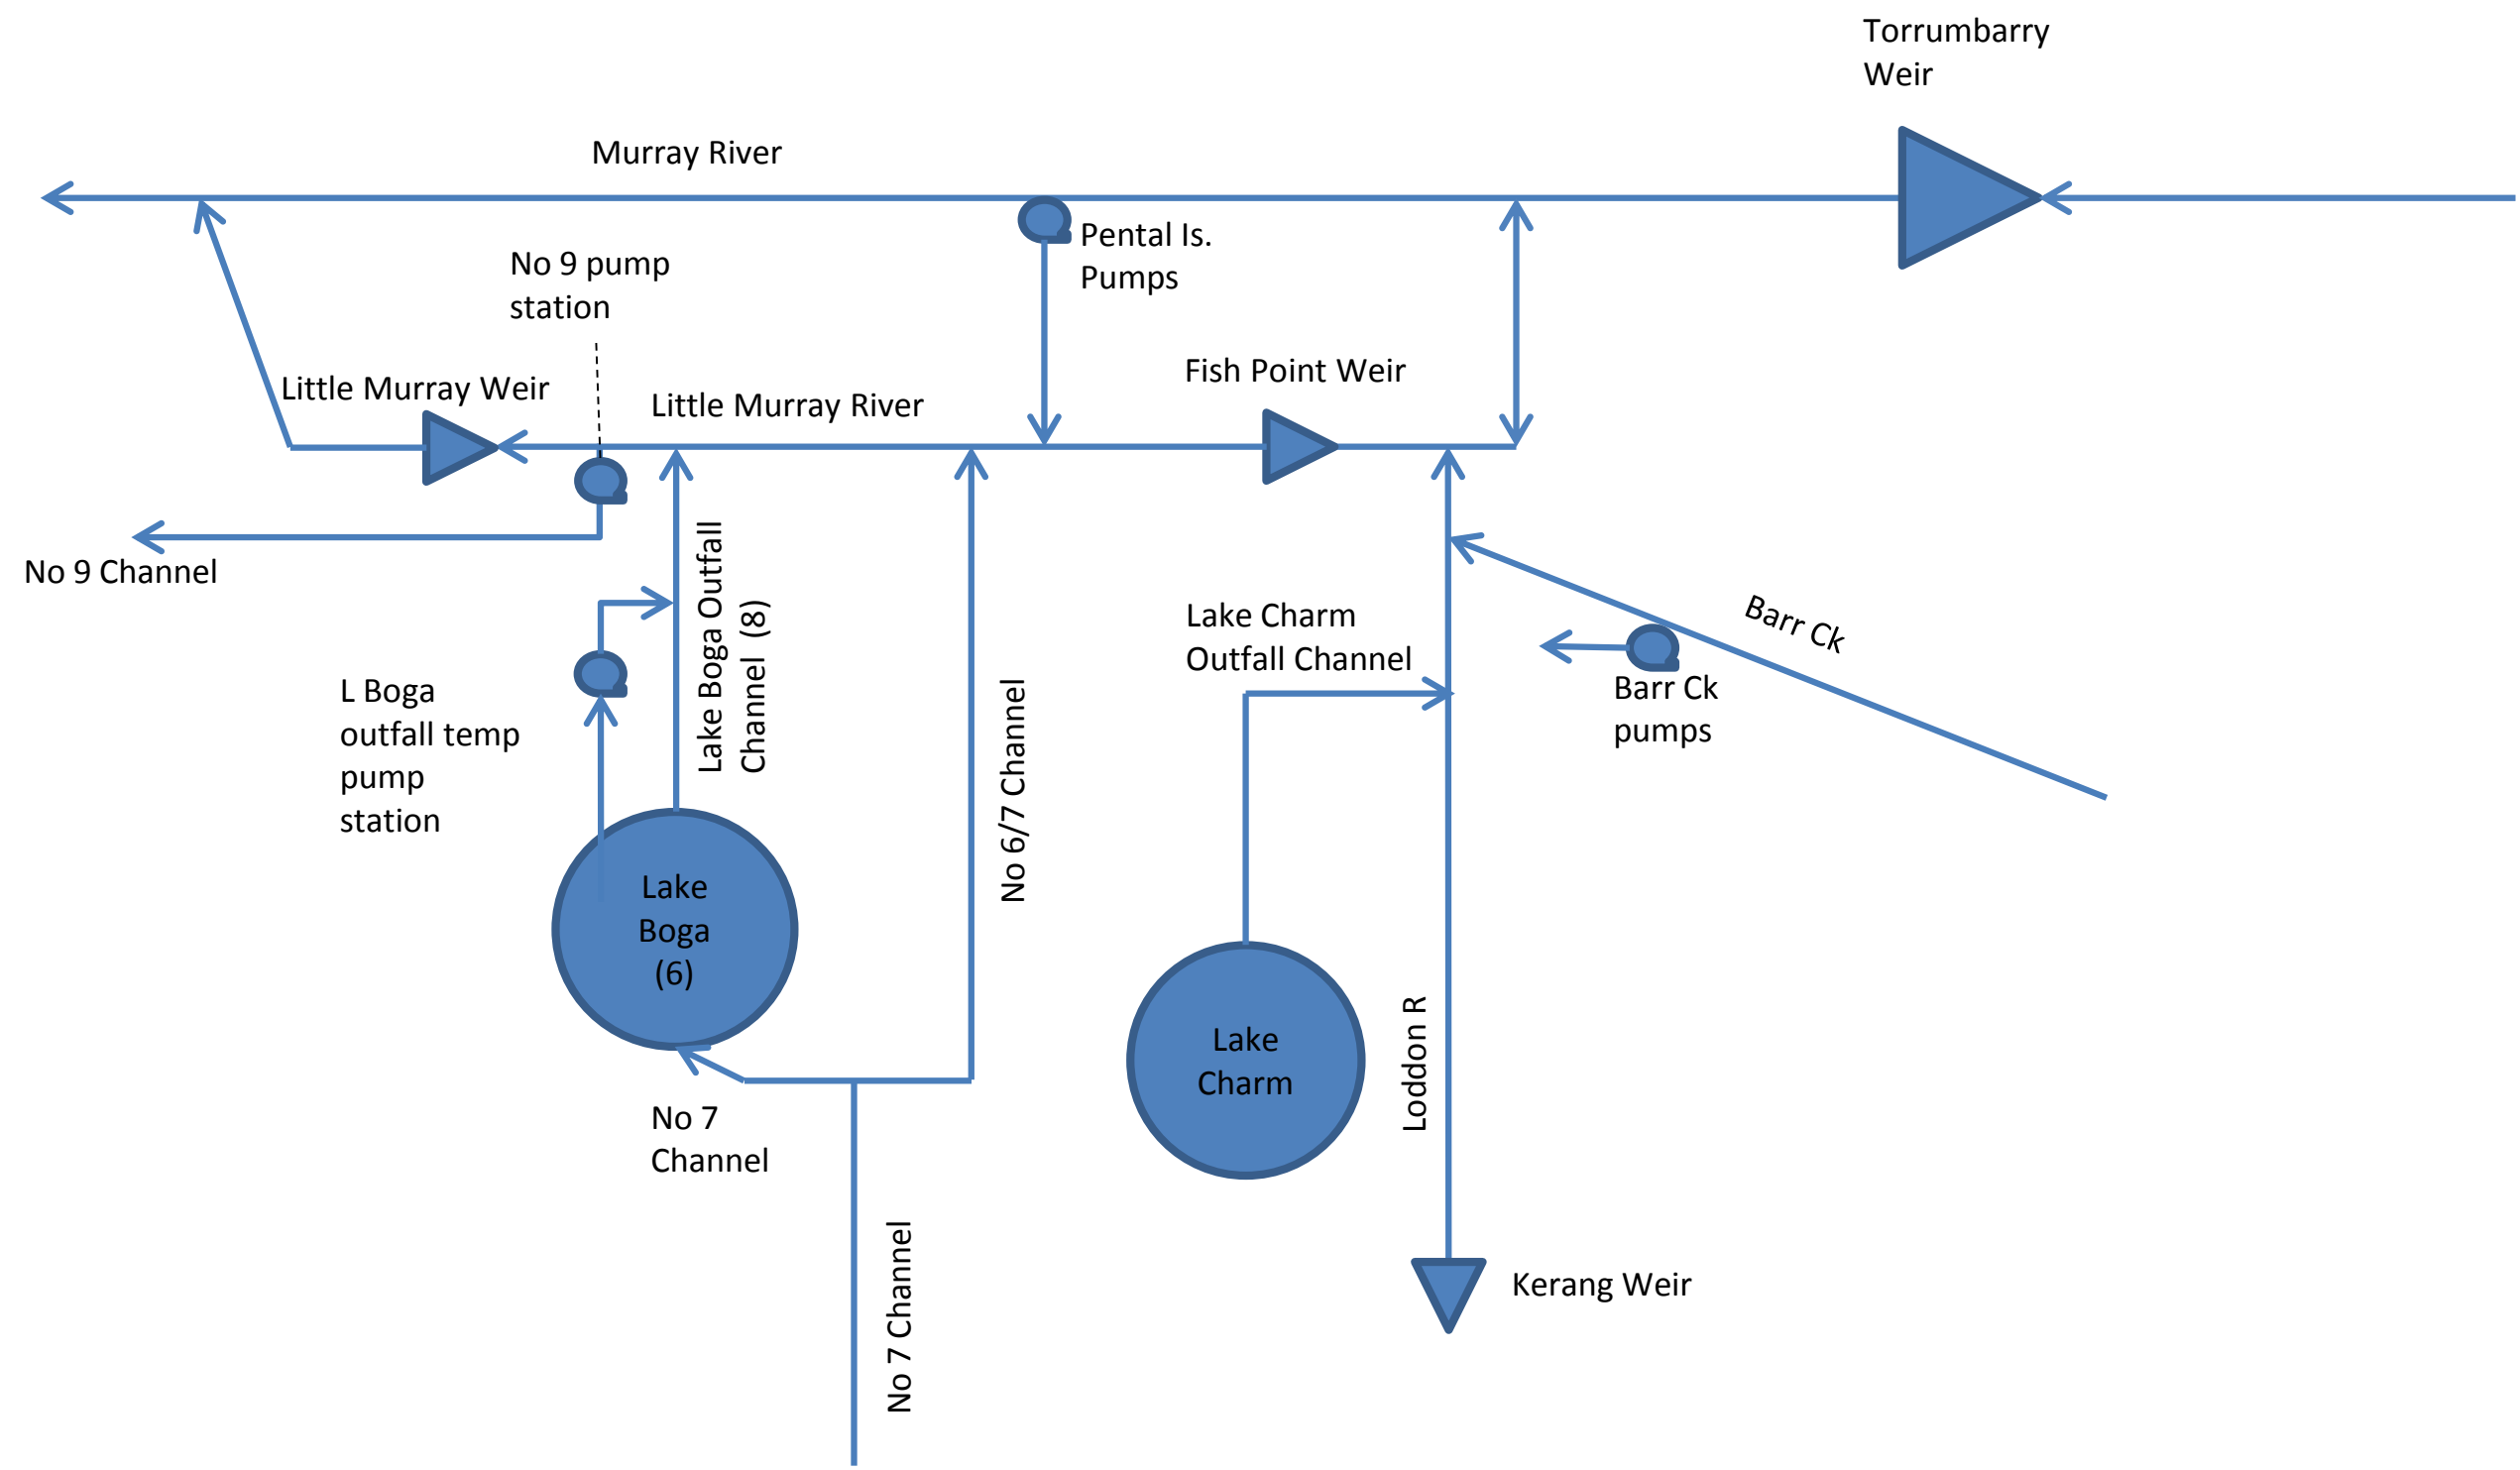 Torrumbarry
Weir
Murray River
Pental Is.
Pumps
No 9 pump
station
Fish Point Weir
Little Murray Weir
Little Murray River
No 9 Channel
Lake Boga Outfall
Channel  (8)
Lake Charm
Outfall Channel
Barr Ck
Barr Ck
pumps
L Boga
outfall temp
pump
station
No 6/7 Channel
Lake
Boga
(6)
Lake
Charm
Loddon R
No 7
Channel
No 7 Channel
Kerang Weir